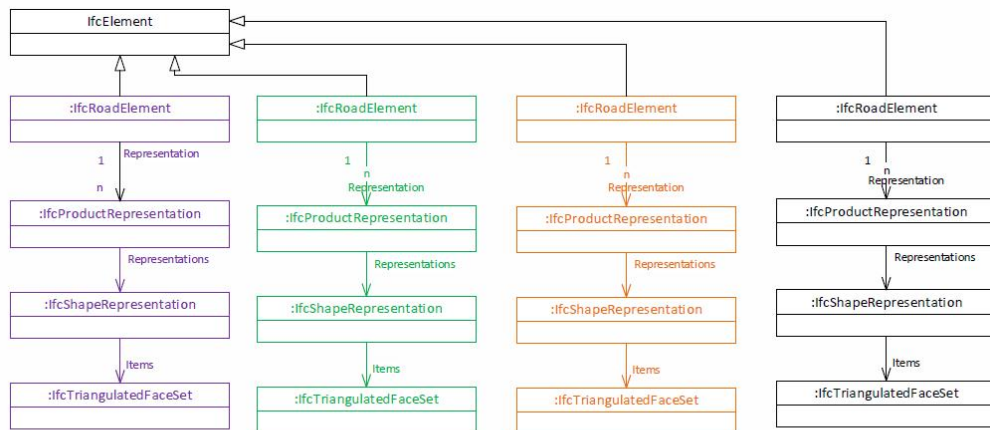 IfcElement
:IfcRoadElement :IfcRoadElement :IfcRoadElement :IfcRoadElement
1 Representation 1 1 1
n n n n
Representation Representation Representation
:IfcProductRepresentation :IfcProductRepresentation :IfcProductRepresentation :IfcProductRepresentation
Representations Representations Representations Representations
:IfcShapeRepresentation :IfcShapeRepresentation :IfcShapeRepresentation :IfcShapeRepresentation
Items Items Items Items
:IfcTriangulatedFaceSet :IfcTriangulatedFaceSet :IfcTriangulatedFaceSet :IfcTriangulatedFaceSet